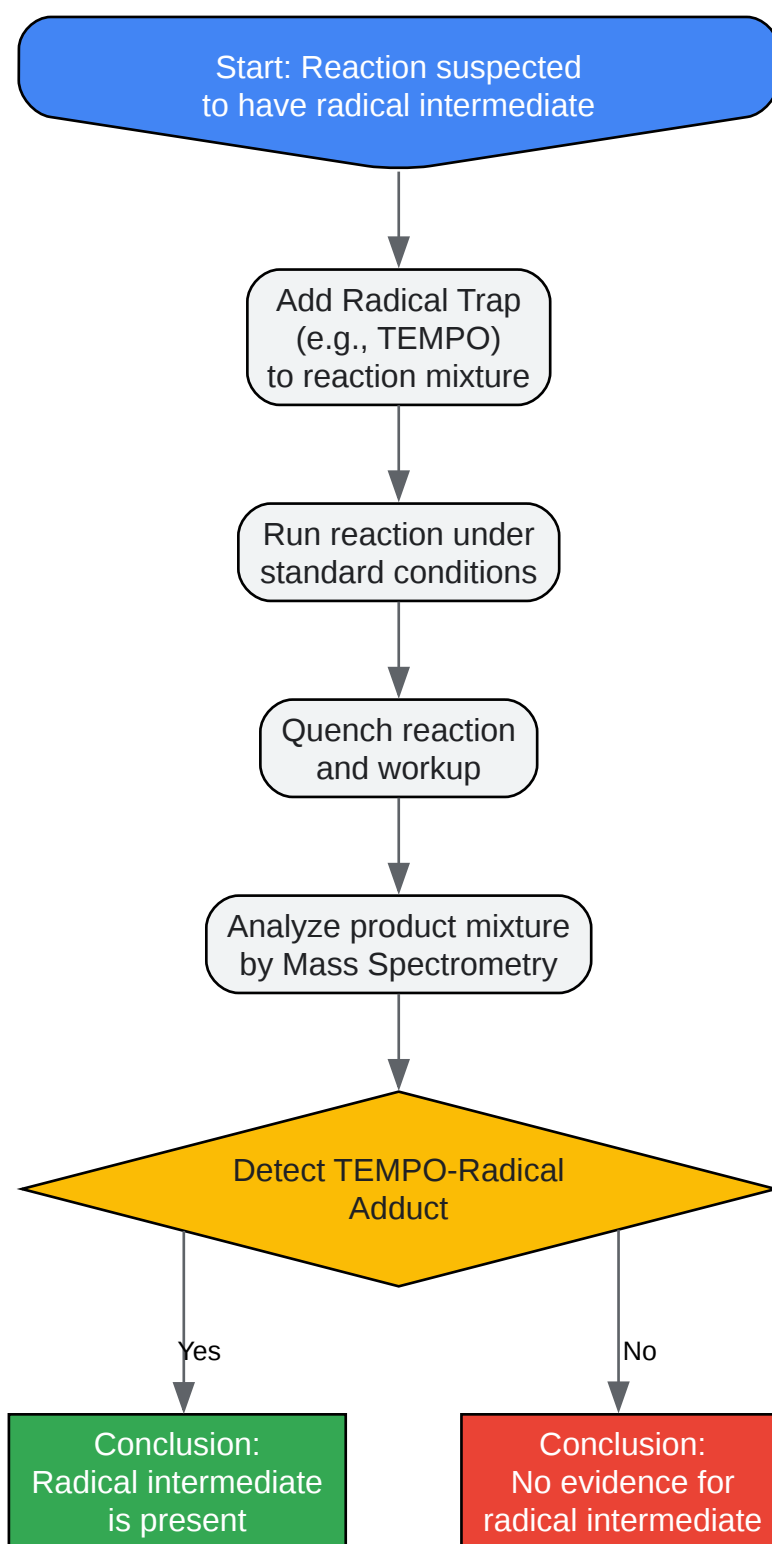 Start: Reaction suspected
to have radical intermediate
Add Radical Trap
(e.g., TEMPO)
to reaction mixture
Run reaction under
standard conditions
Quench reaction
and workup
Analyze product mixture
by Mass Spectrometry
Detect TEMPO-Radical
Adduct
Yes
No
Conclusion:
Radical intermediate
is present
Conclusion:
No evidence for
radical intermediate